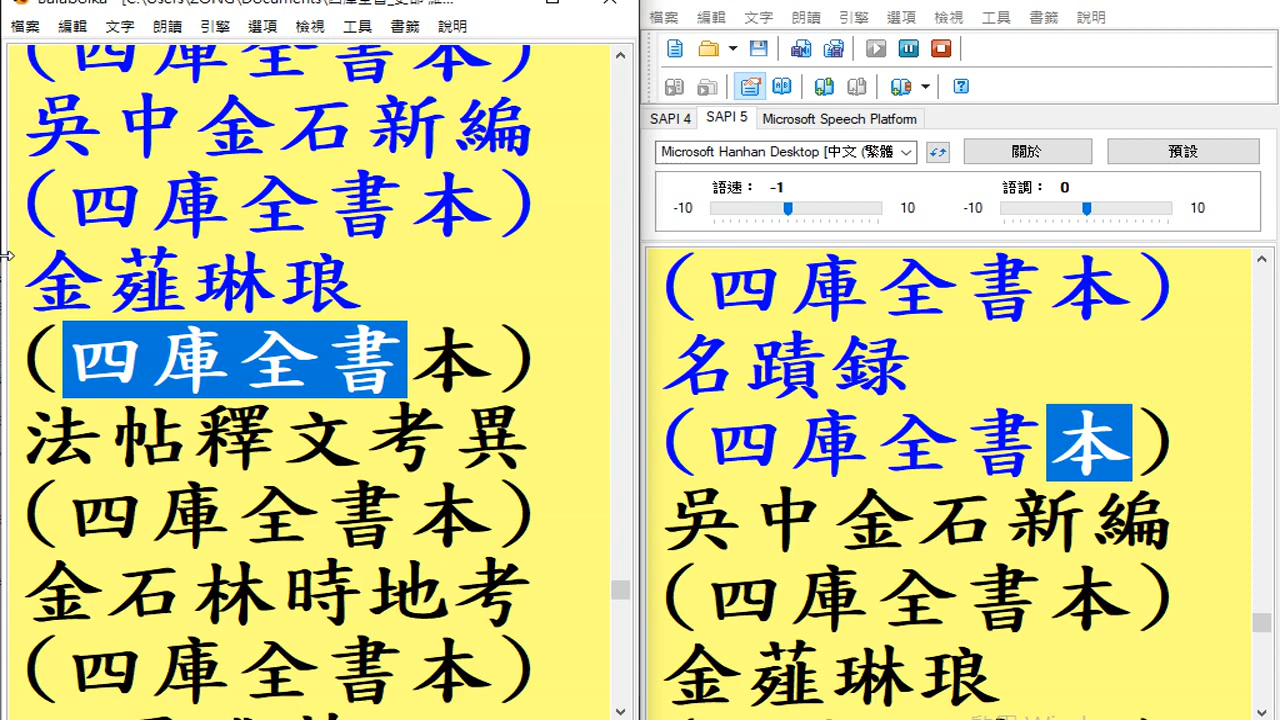 檔案 編輯 文字 朗讀 引擎 選項 檢視 工具 書籤 說明
(四庫全書本)
吳中金石新編
(四庫全書本)
金薤琳琅
(四庫全書本)
法帖釋文考異
(四庫全書本)
金石林時地考
(四庫全書本)
檔案 編輯 文字 朗讀 引擎 選項 檢視 工具 書籤 說明
SAPI 4 SAPI 5 Microsoft Speech Platform
Microsoft Hanhan Desktop [中文 (繁體 關於 預設
語速： -1 語調： 0
-10 10 -10 10
(四庫全書本)
名蹟録
(四庫全書本)
吳中金石新編
(四庫全書本)
金薤琳琅